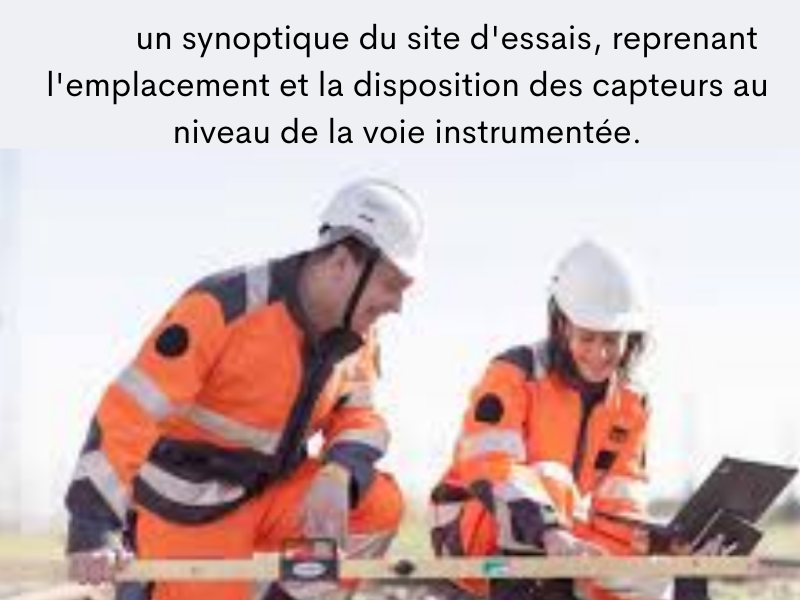 un synoptique du site d'essais, reprenant
l'emplacement et la disposition des capteurs au
niveau de la voie instrumentée.